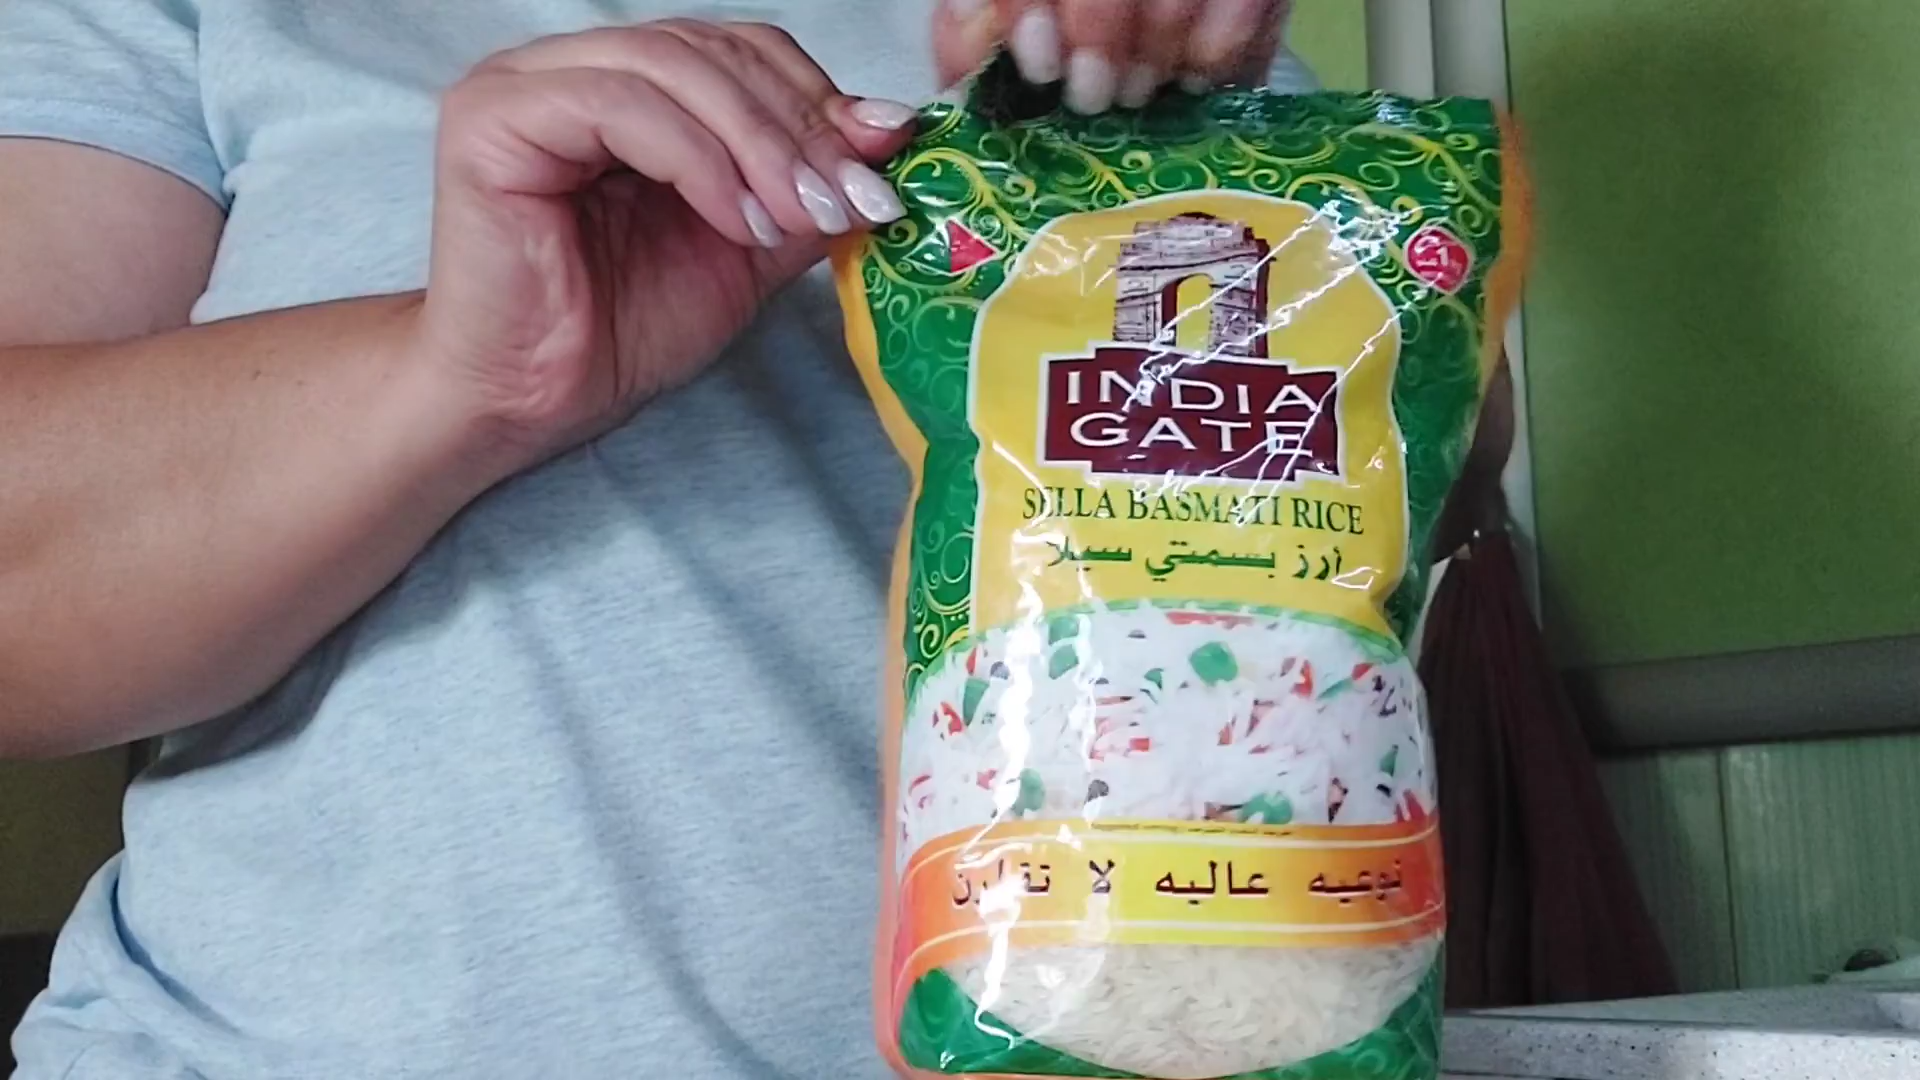 INDIA
GATE
SELLA BASMATI RICE
أرز بسمتي سيلا
نوعيه عاليه لا تقارن